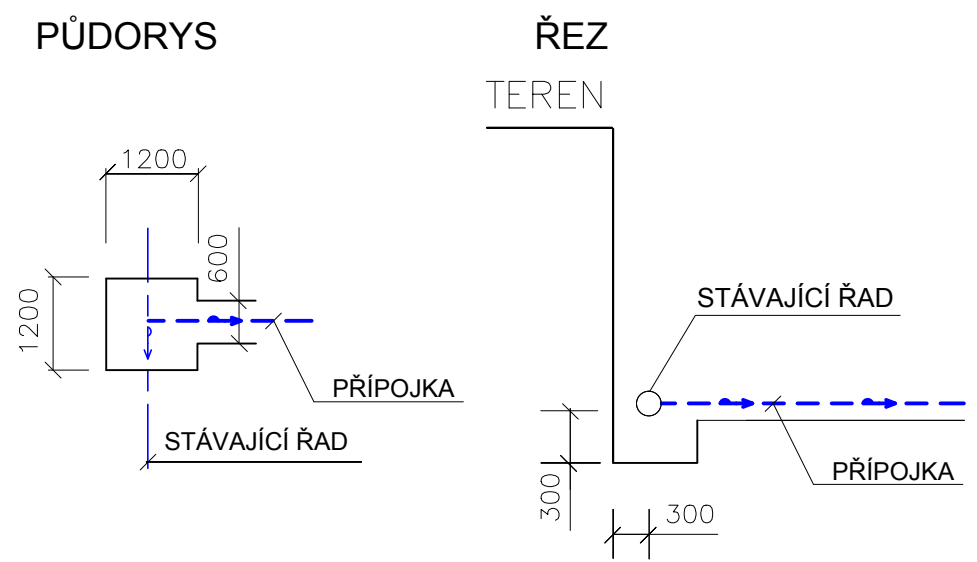 PŮDORYS
1200
1200
600
PŘÍPOJKA
STÁVAJÍCÍ ŘAD
ŘEZ
TEREN
STÁVAJÍCÍ ŘAD
PŘÍPOJKA
300
300